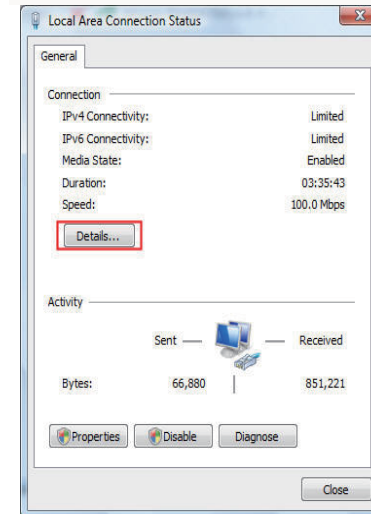 Local Area Connection Status
General
Connection
IPv4 Connectivity: Limited
IPv6 Connectivity: Limited
Media State: Enabled
Duration: 03:35:43
Speed: 100.0 Mbps
Details...
Activity
Sent Received
Bytes: 66,880 851,221
Properties Disable Diagnose
Close